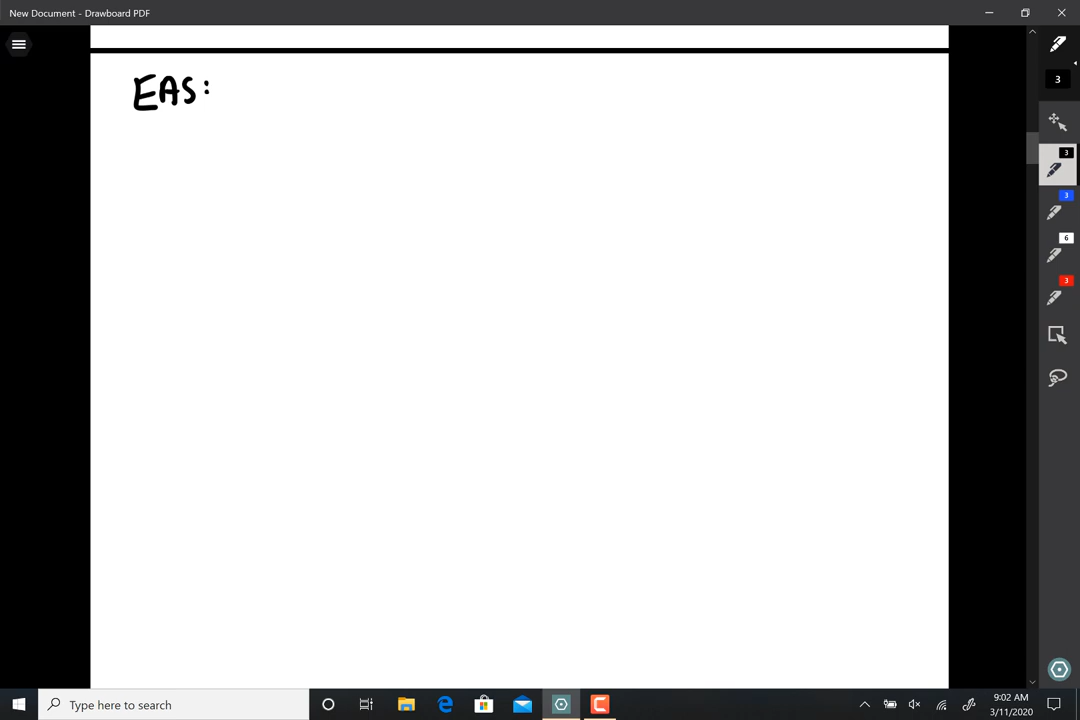 New Document - Drawboard PDF
EAS:
3
3
3
6
3
Type here to search
9:02 AM
3/11/2020